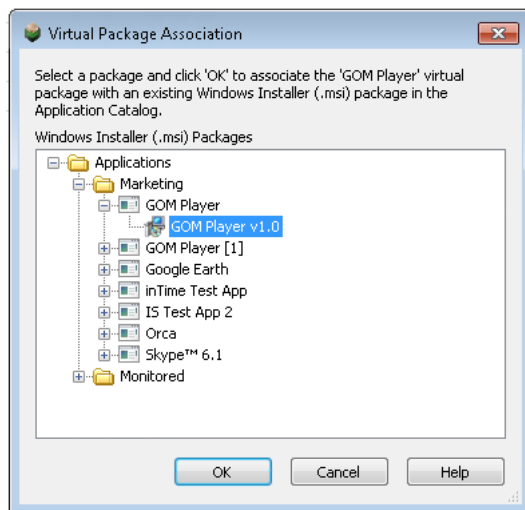 Virtual Package Association
Select a package and click 'OK' to associate the 'GOM Player' virtual
package with an existing Windows Installer (.msi) package in the
Application Catalog.
Windows Installer (.msi) Packages
Applications
Marketing
GOM Player
GOM Player v1.0
GOM Player [1]
Google Earth
inTime Test App
IS Test App 2
Orca
Skype™ 6.1
Monitored
OK
Cancel
Help